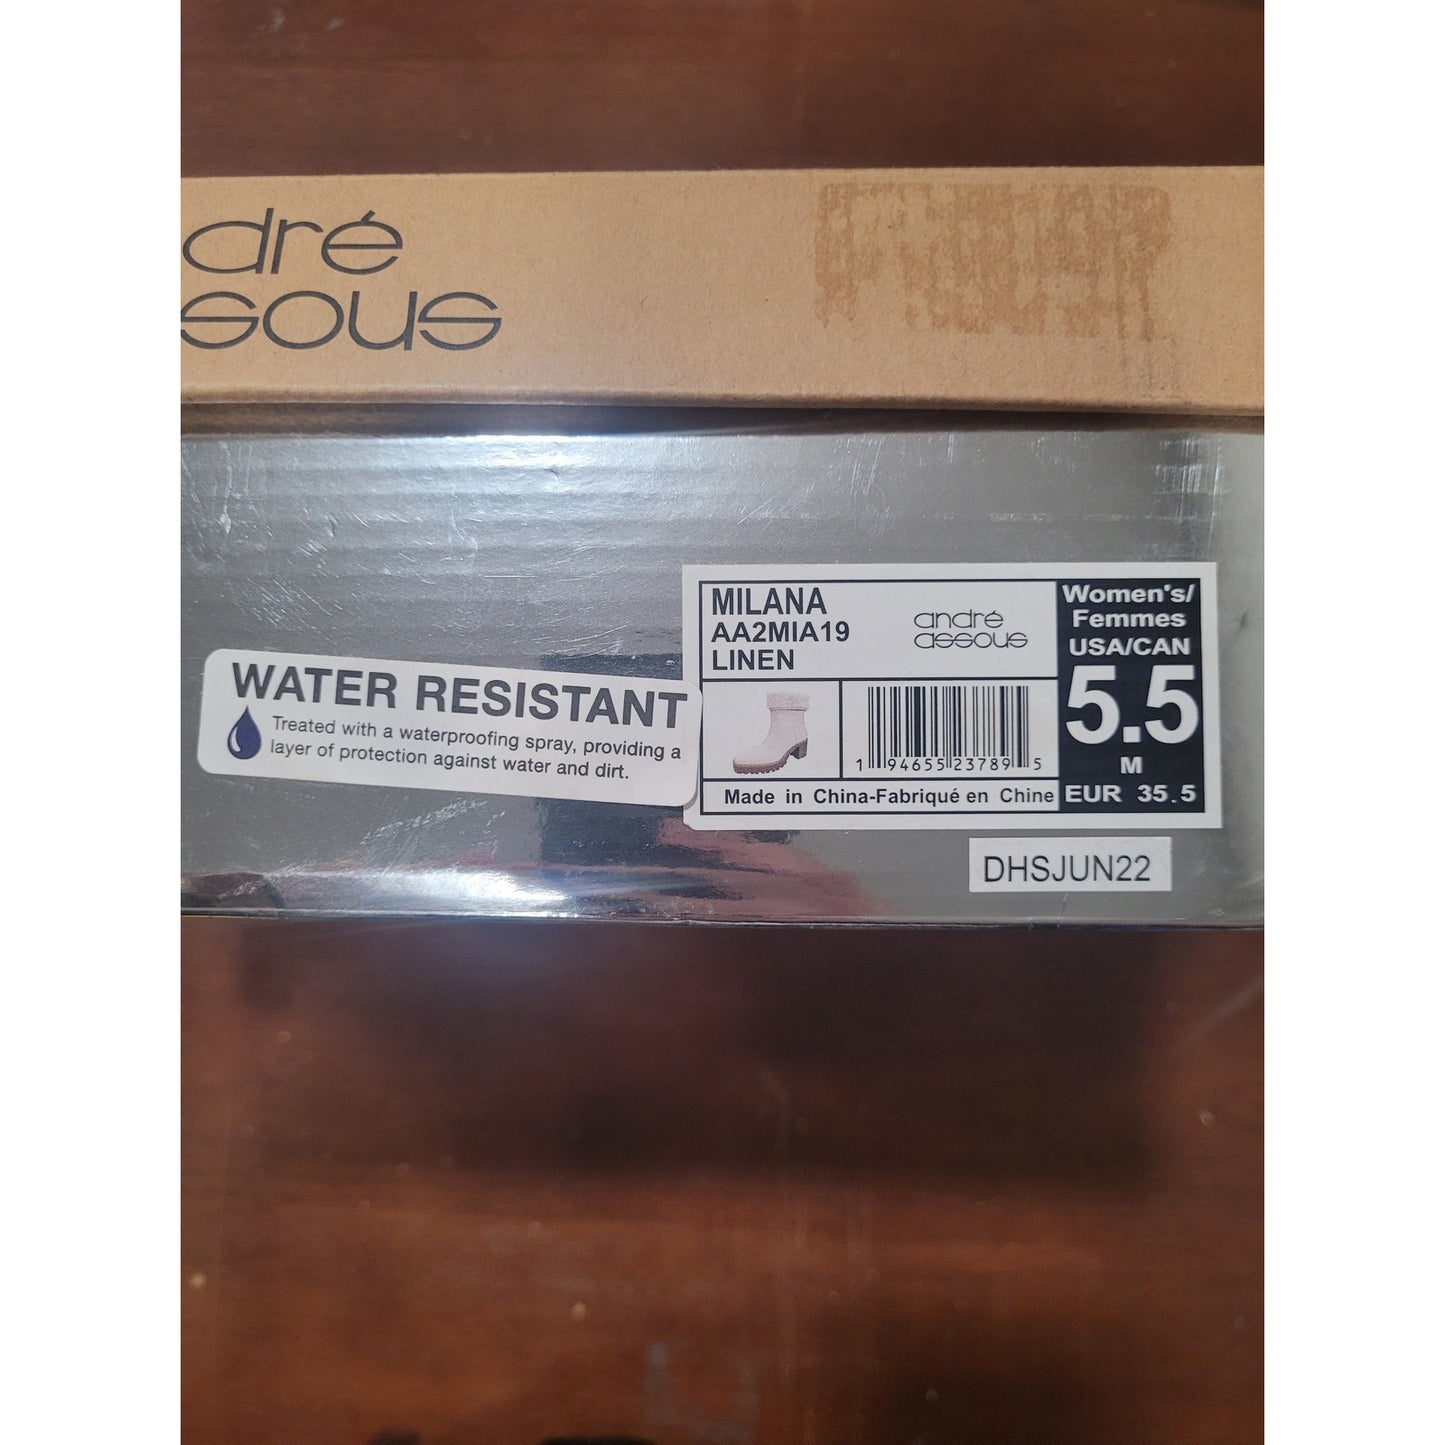 dré
sous
WATER RESISTANT
Treated with a waterproofing spray, providing a
layer of protection against water and dirt.
MILANA
AA2MIA19
LINEN
andré
assous
1 94655 23789 5
Made in China-Fabriqué en Chine
Women's/
Femmes
USA/CAN
5.5
M
EUR 35.5
DHSJUN22